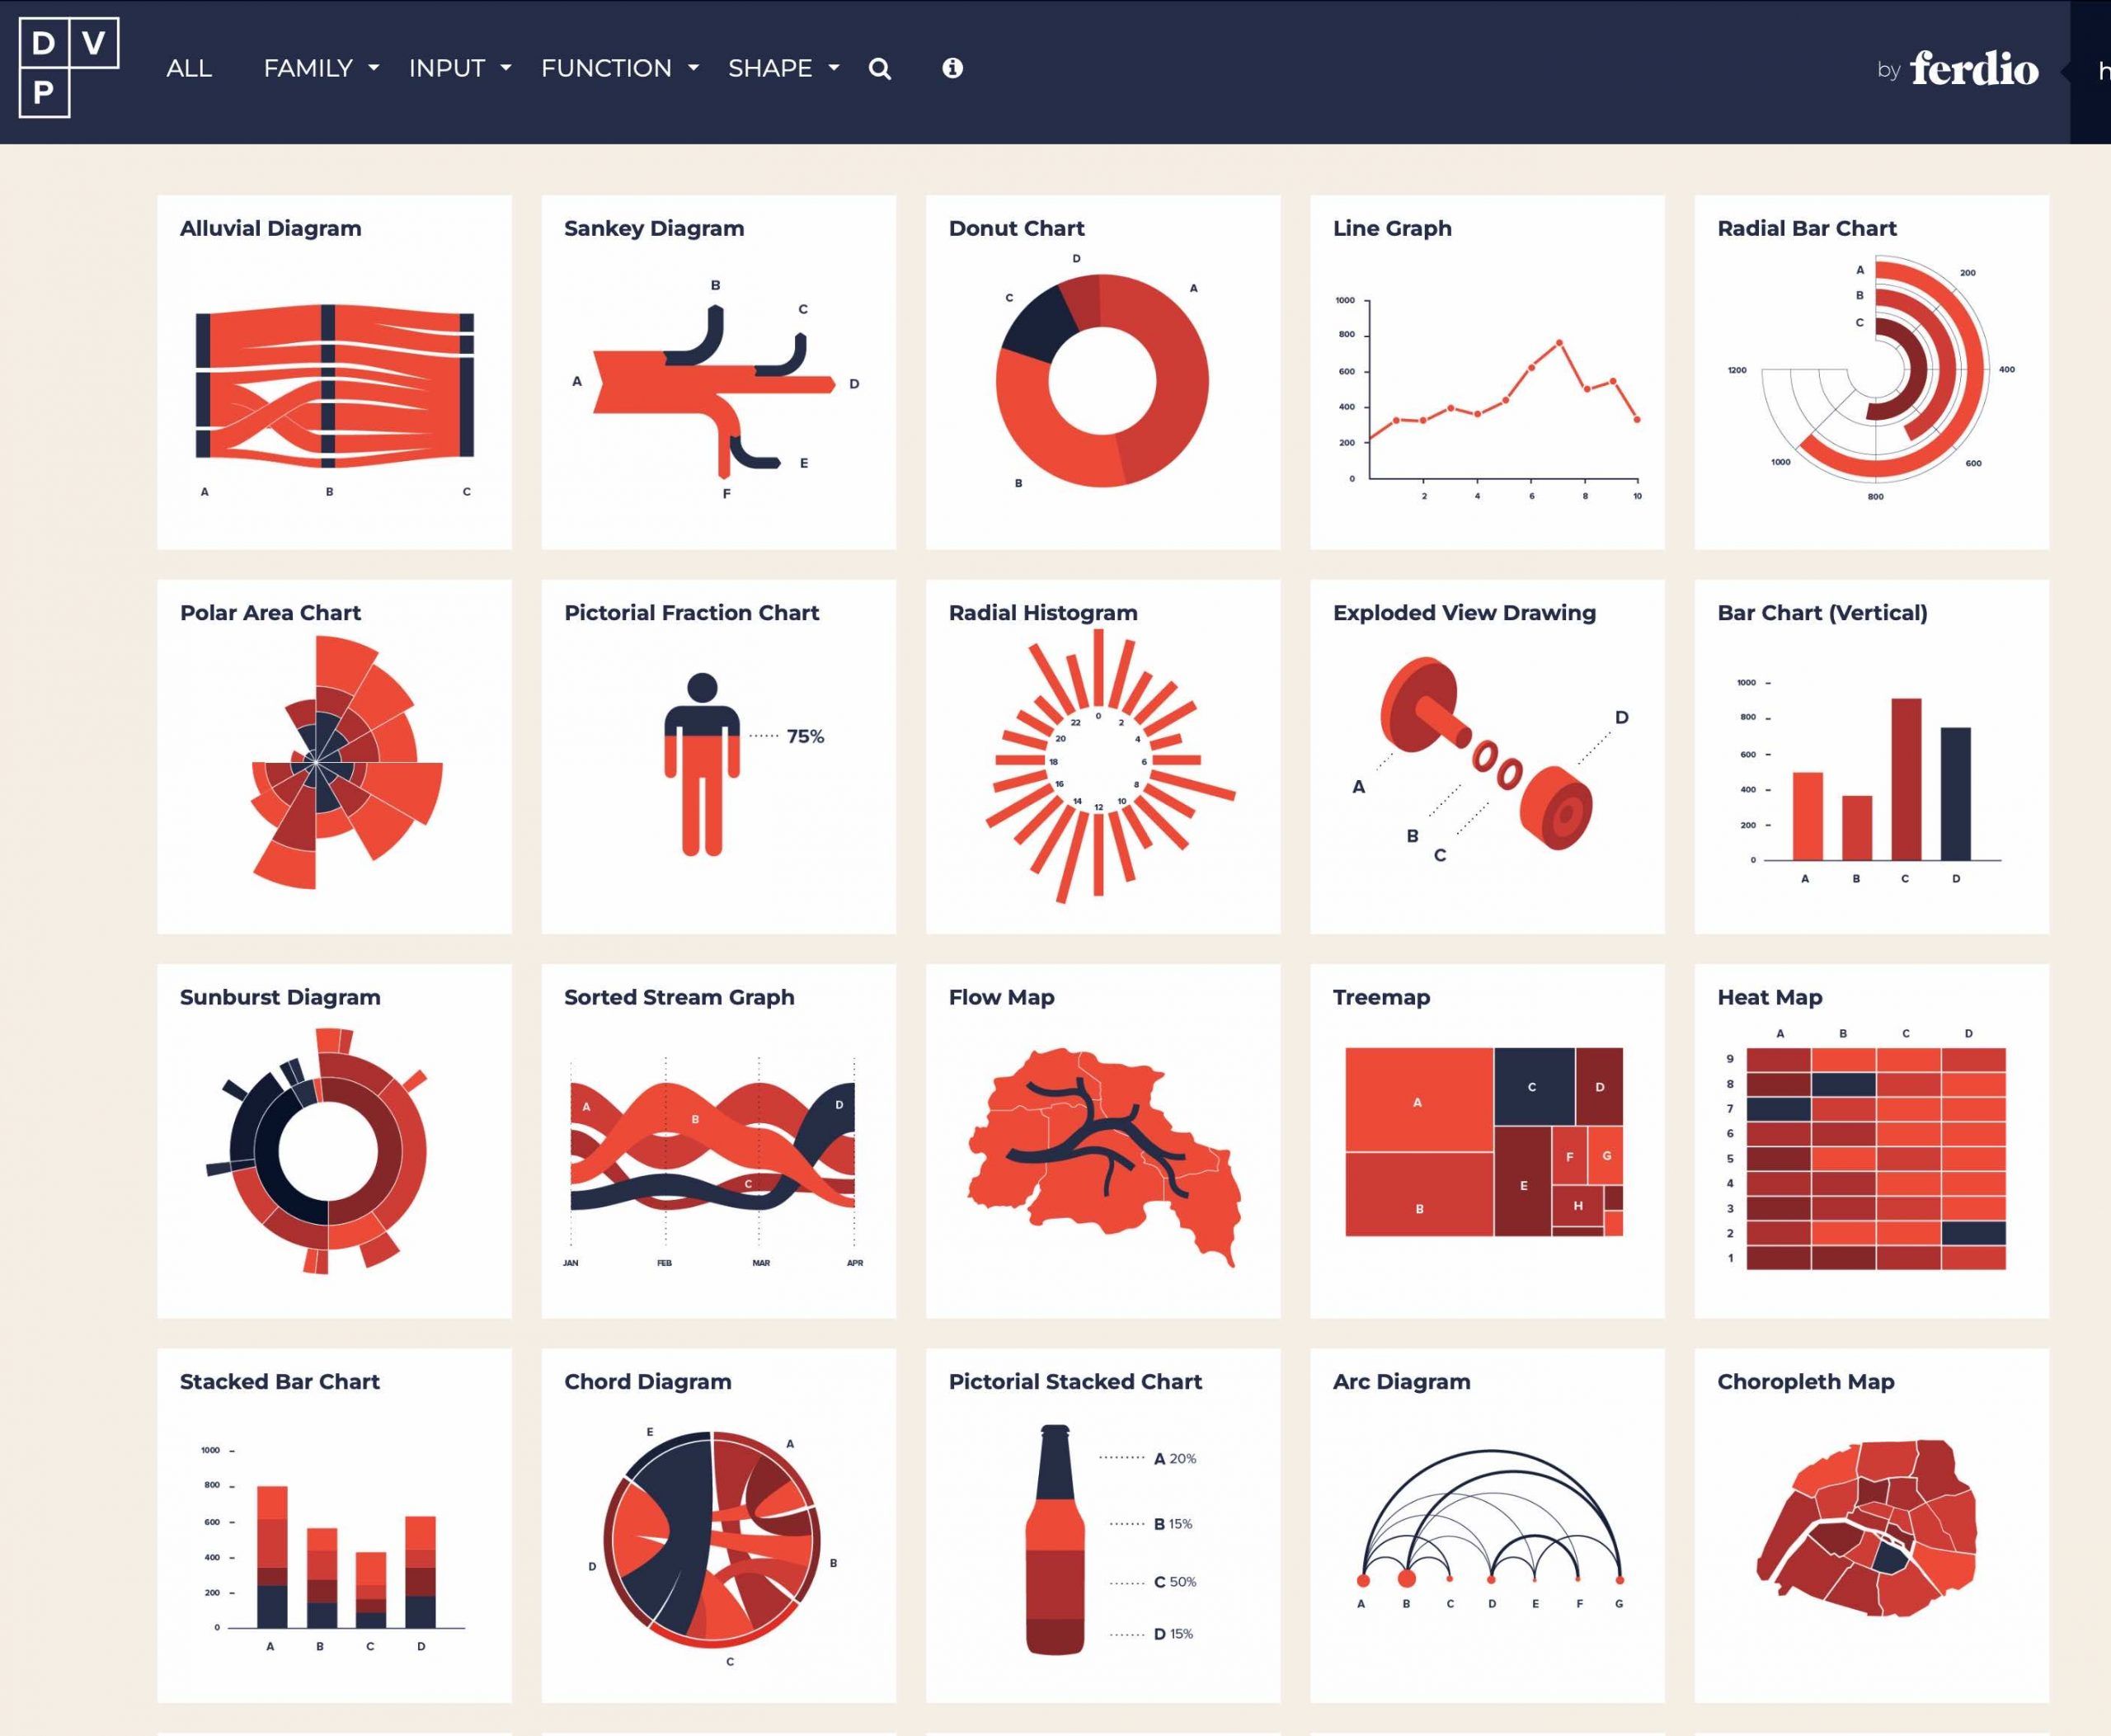 D V
P
ALL FAMILY INPUT FUNCTION SHAPE
by ferdio
h
Alluvial Diagram
A B C
Sankey Diagram
B
C
A
D
E
F
Donut Chart
D
A
C
B
Line Graph
1000
800
600
400
200
0
2 4 6 8 10
Radial Bar Chart
A
B
C
200
400
600
800
1000
1200
Polar Area Chart
Pictorial Fraction Chart
75%
Radial Histogram
0
2
4
6
8
10
12
14
16
18
20
22
Exploded View Drawing
D
A
B
C
Bar Chart (Vertical)
1000
800
600
400
200
0
A B C D
Sunburst Diagram
Sorted Stream Graph
A
B
C
D
JAN FEB MAR APR
Flow Map
Treemap
A
B
C
D
E
F
G
H
Heat Map
A B C D
9
8
7
6
5
4
3
2
1
Stacked Bar Chart
1000
800
600
400
200
0
A B C D
Chord Diagram
E
A
D
B
C
Pictorial Stacked Chart
A 20%
B 15%
C 50%
D 15%
Arc Diagram
A B C D E F G
Choropleth Map